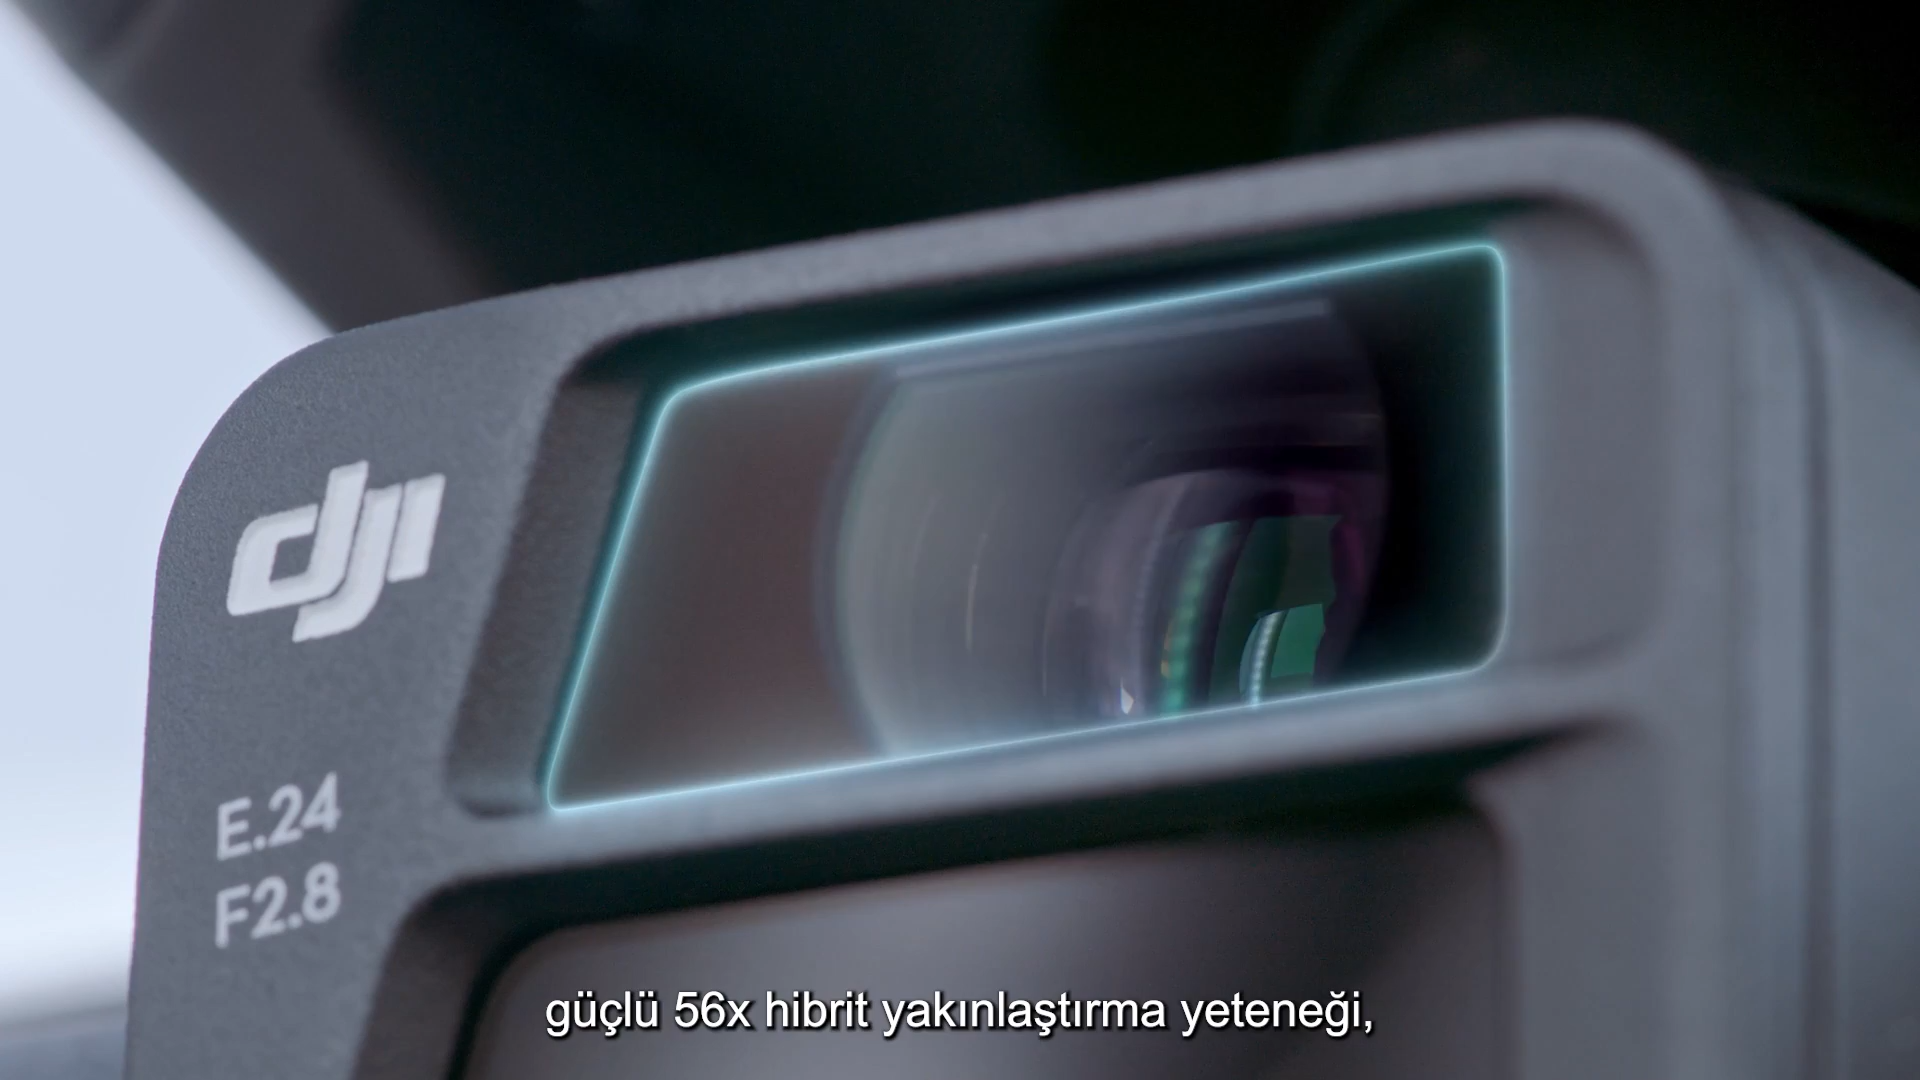 dji
E.24
F2.8
güçlü 56x hibrit yakınlaştırma yeteneği,